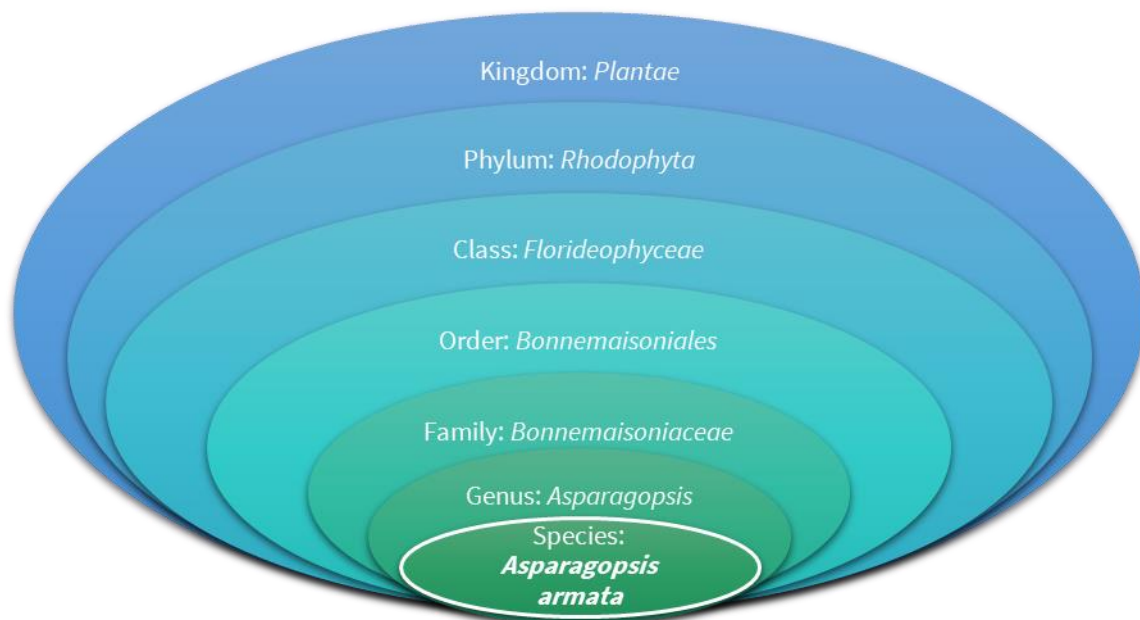 Kingdom: Plantae
Phylum: Rhodophyta
Class: Florideophyceae
Order: Bonnemaisoniales
Family: Bonnemaisoniaceae
Genus: Asparagopsis
Species:
Asparagopsis
armata